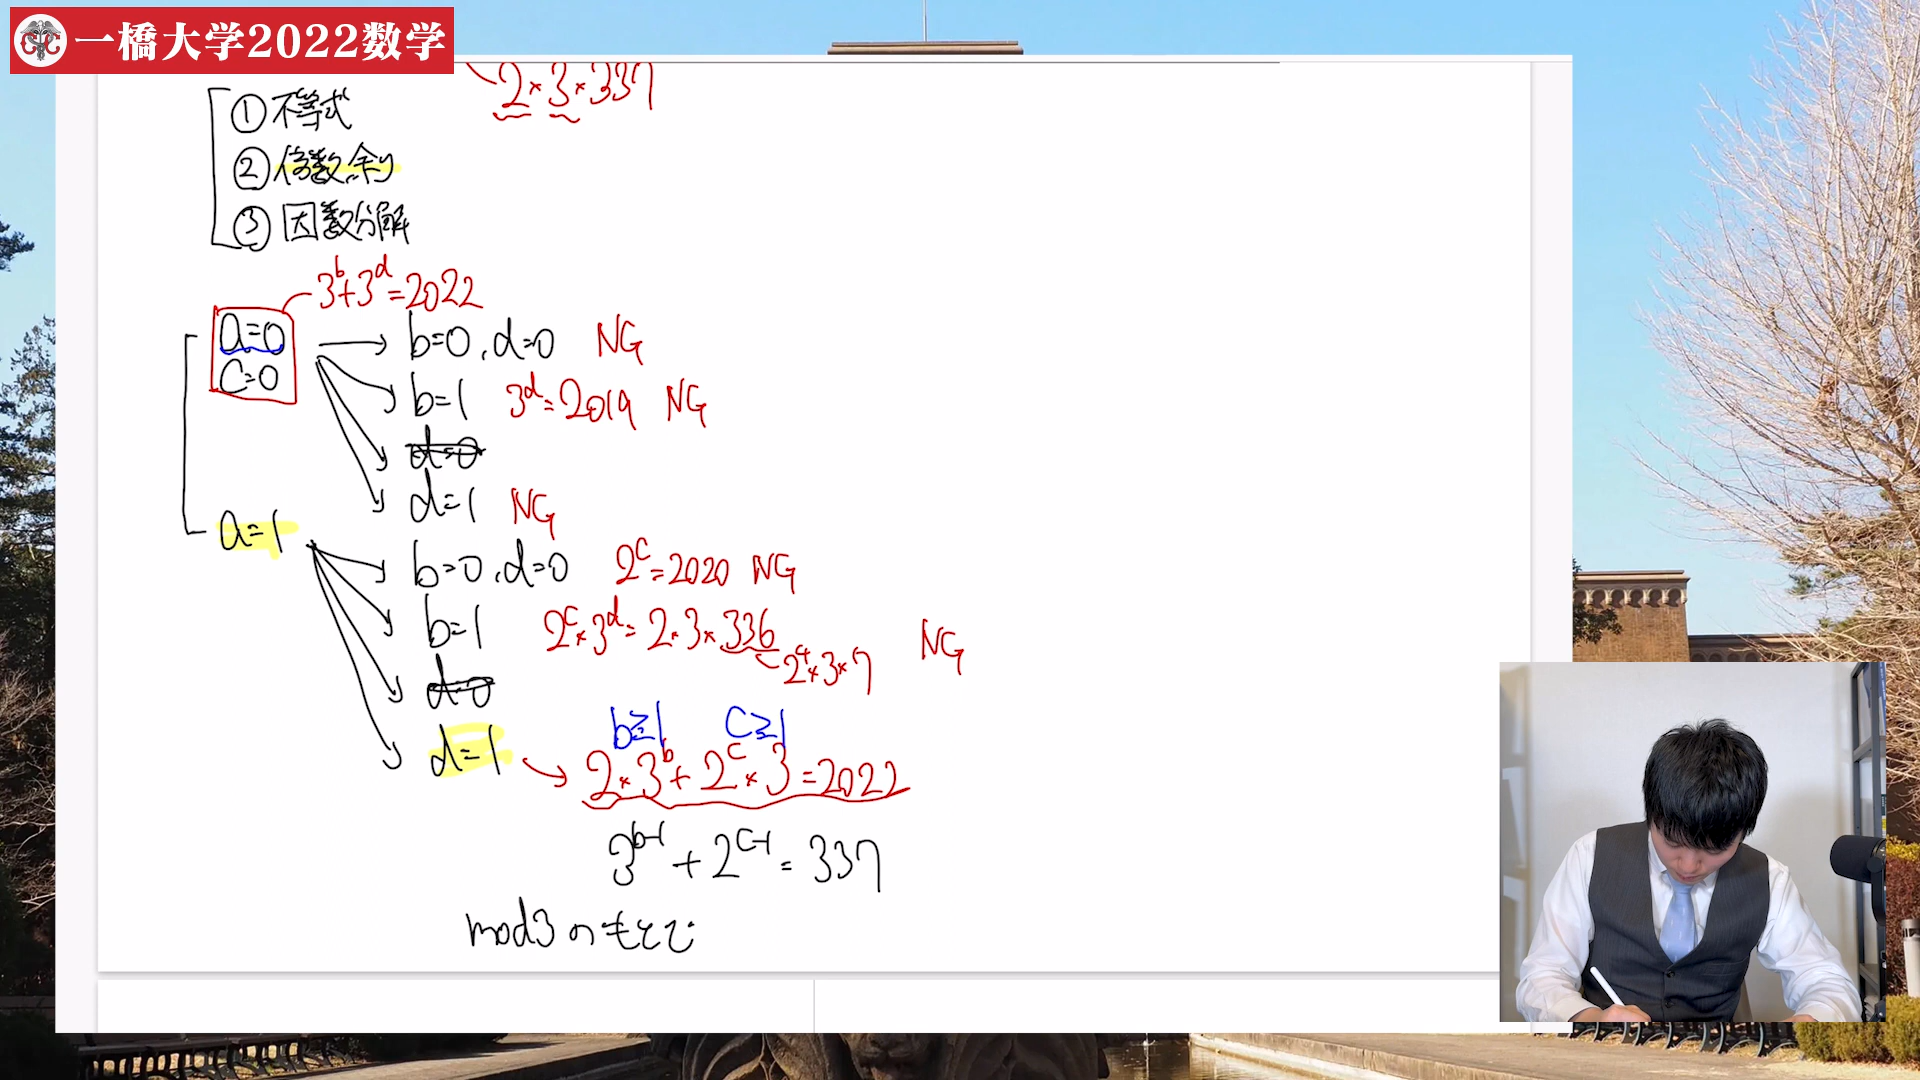 一橋大学2022数学
2×3×337
①不等式
②倍数余り
③因数分解
3^b+3^d=2022
a=0
c=0
b=0, d=0 NG
b=1 3^d=2019 NG
d=0
d=1 NG
a=1
b=0, d=0 2^c=2020 NG
b=1 2^c×3^d=2・3×336 NG
2^4×3×7
d=0
b≧1 c≧1
d=1 2×3^b+2^c×3=2022
3^{b-1}+2^{c-1}=337
mod3のもとで